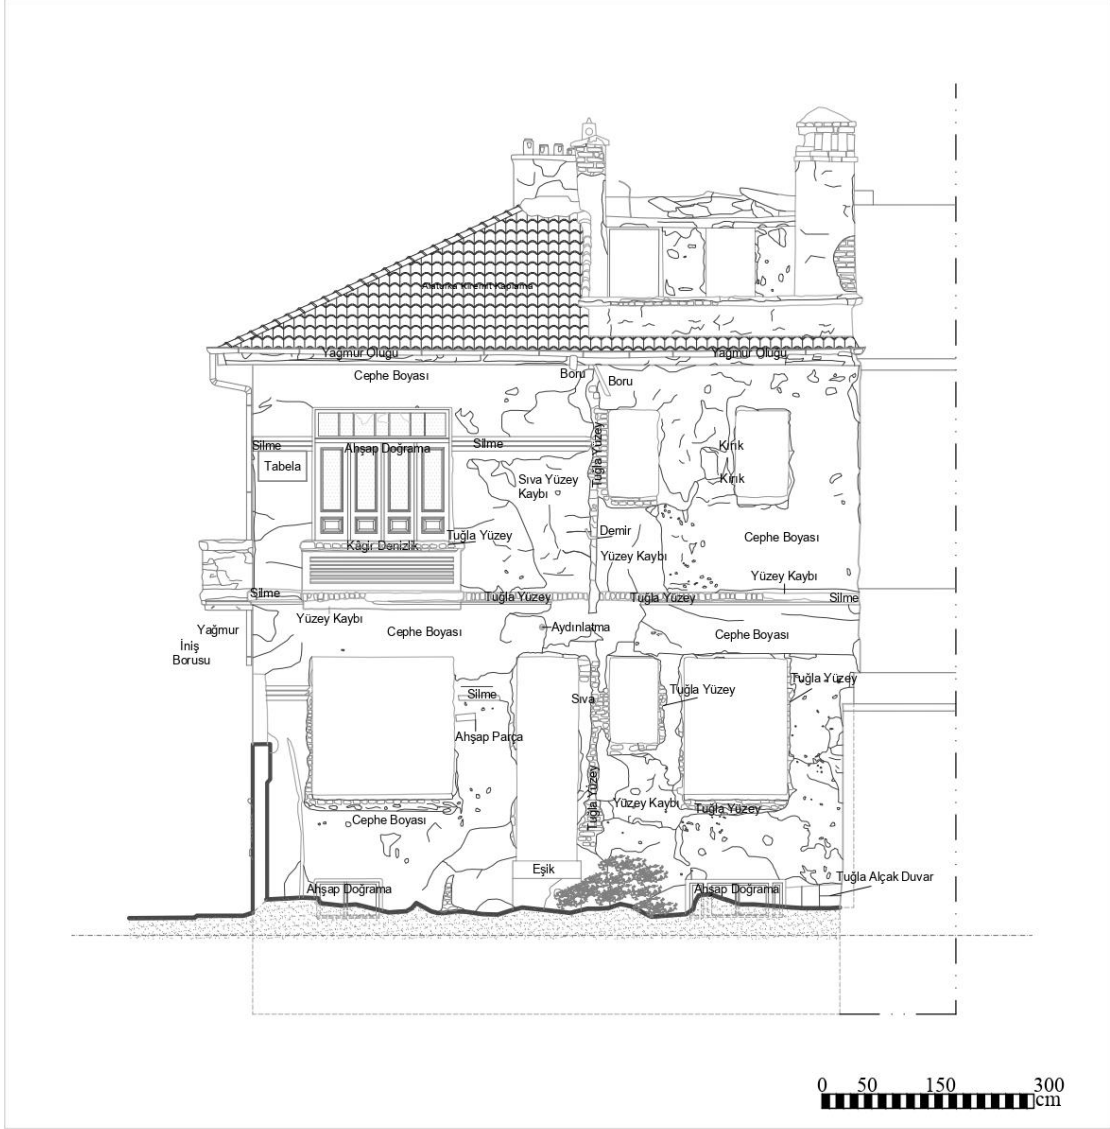 Alaturka Kiremit Kaplama
Yağmur Oluğu
Yağmur Oluğu
Cephe Boyası
Boru
Boru
Silme
Ahşap Doğrama
Silme
Tuğla Yüzey
Kırık
Tabela
Sıva Yüzey
Kaybı
Kırık
Tuğla Yüzey
Demir
Cephe Boyası
Kâgir Denizlik
Yüzey Kaybı
Yüzey Kaybı
Silme
Tuğla Yüzey
Tuğla Yüzey
Silme
Yüzey Kaybı
Yağmur
İniş
Borusu
Cephe Boyası
Aydınlatma
Cephe Boyası
Tuğla Yüzey
Tuğla Yüzey
Silme
Sıva
Ahşap Parça
Tuğla Yüzey
Yüzey Kaybı
Tuğla Yüzey
Cephe Boyası
Eşik
Tuğla Alçak Duvar
Ahşap Doğrama
Ahşap Doğrama
0 50 150 300
cm